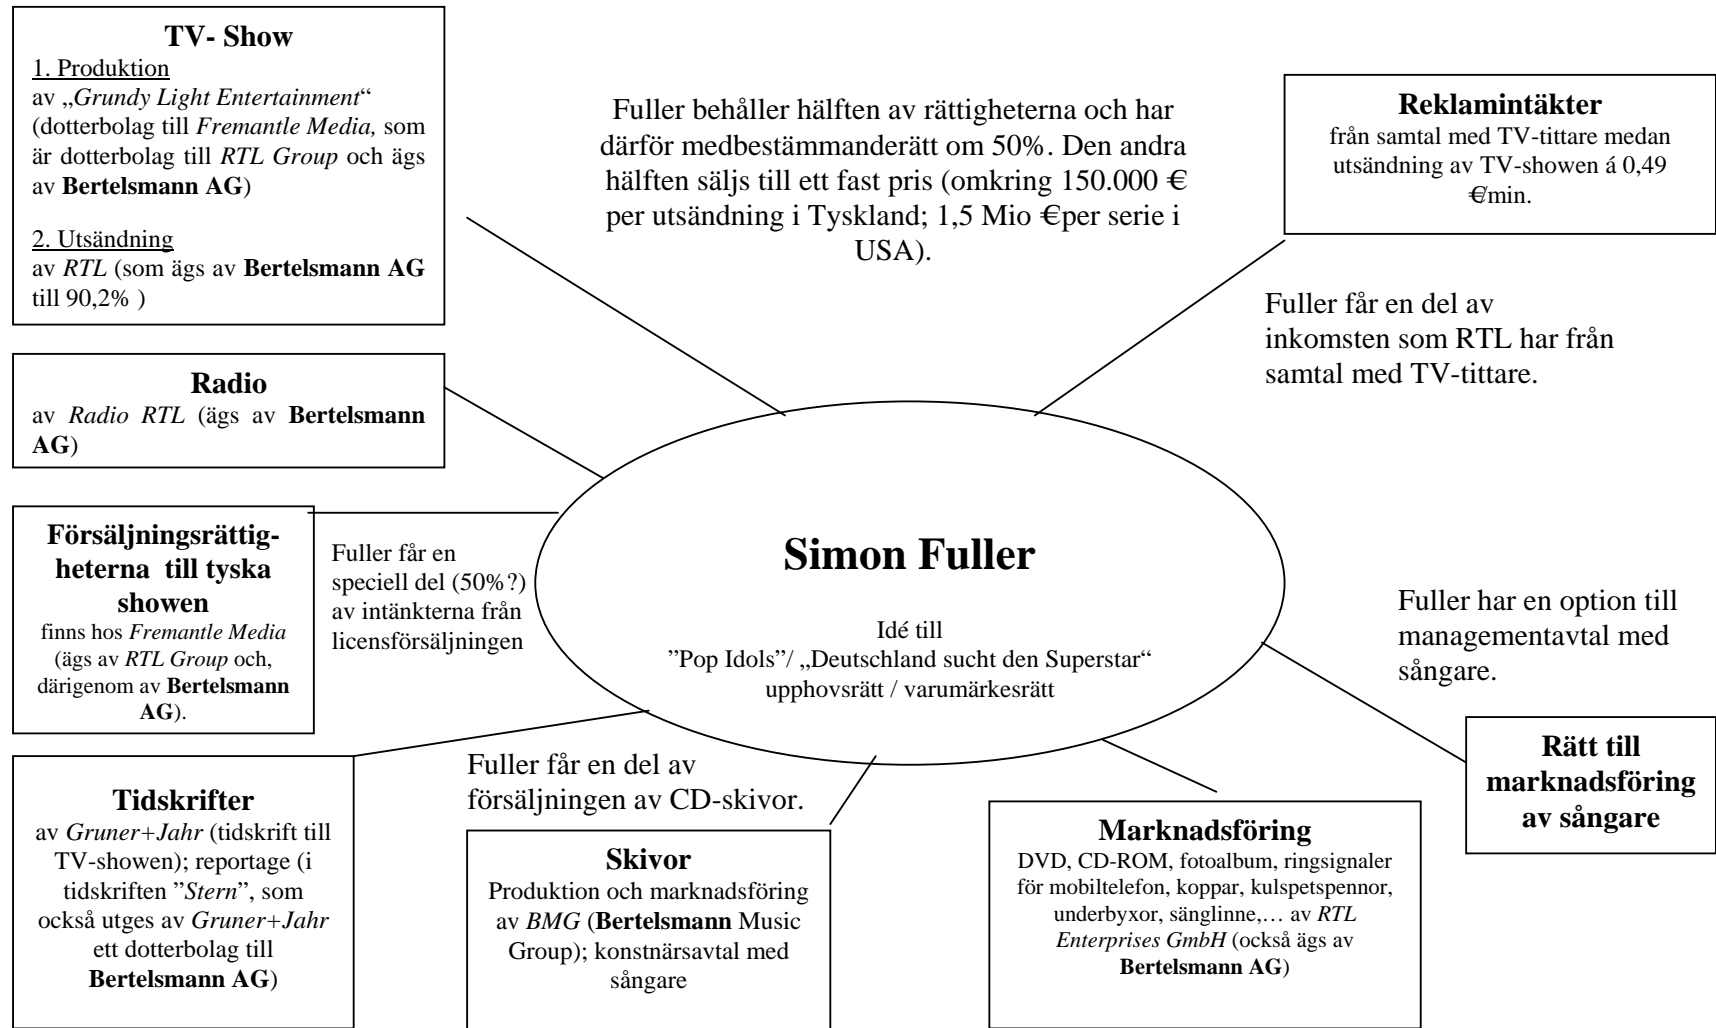 TV- Show
1. Produktion
av „Grundy Light Entertainment“
(dotterbolag till Fremantle Media, som
är dotterbolag till RTL Group och ägs
av Bertelsmann AG)
2. Utsändning
av RTL (som ägs av Bertelsmann AG
till 90,2% )
Fuller behåller hälften av rättigheterna och har
därför medbestämmanderätt om 50%. Den andra
hälften säljs till ett fast pris (omkring 150.000 €
per utsändning i Tyskland; 1,5 Mio €per serie i
USA).
Reklamintäkter
från samtal med TV-tittare medan
utsändning av TV-showen á 0,49
€/min.
Fuller får en del av
inkomsten som RTL har från
samtal med TV-tittare.
Radio
av Radio RTL (ägs av Bertelsmann
AG)
Försäljningsrättig-
heterna till tyska
showen
finns hos Fremantle Media
(ägs av RTL Group och,
därigenom av Bertelsmann
AG).
Fuller får en
speciell del (50%?)
av intänkterna från
licensförsäljningen
Simon Fuller
Idé till
”Pop Idols”/ „Deutschland sucht den Superstar“
upphovsrätt / varumärkesrätt
Fuller har en option till
managementavtal med
sångare.
Rätt till
marknadsföring
av sångare
Tidskrifter
av Gruner+Jahr (tidskrift till
TV-showen); reportage (i
tidskriften ”Stern”, som
också utges av Gruner+Jahr
ett dotterbolag till
Bertelsmann AG)
Fuller får en del av
försäljningen av CD-skivor.
Skivor
Produktion och marknadsföring
av BMG (Bertelsmann Music
Group); konstnärsavtal med
sångare
Marknadsföring
DVD, CD-ROM, fotoalbum, ringsignaler
för mobiltelefon, koppar, kulspetspennor,
underbyxor, sänglinne,… av RTL
Enterprises GmbH (också ägs av
Bertelsmann AG)